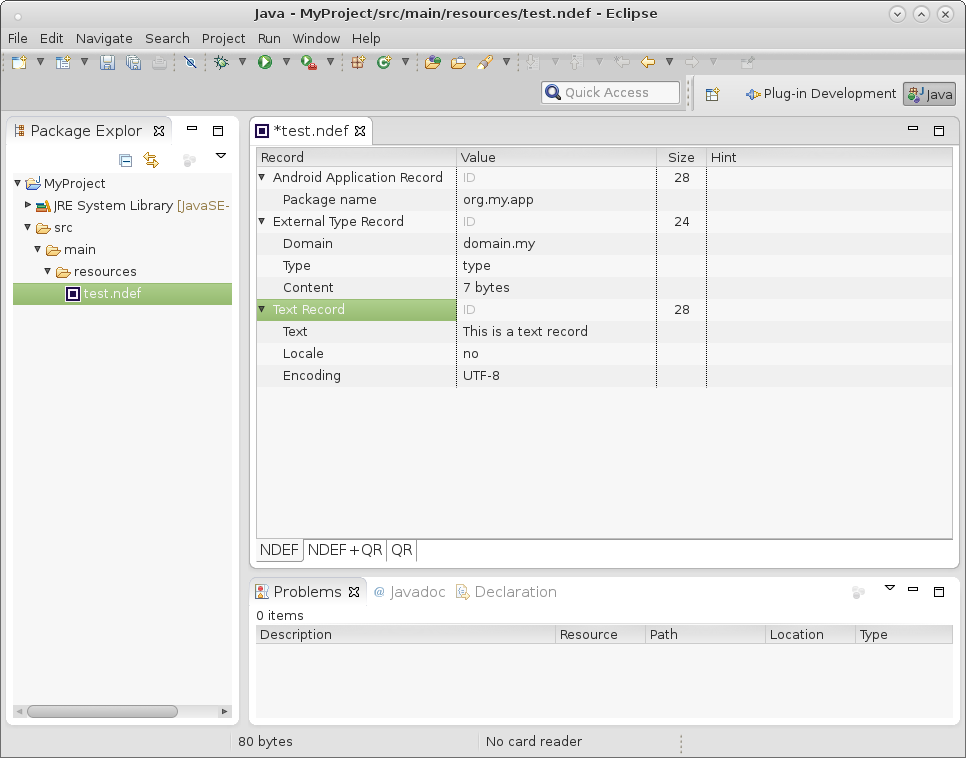 Java - MyProject/src/main/resources/test.ndef - Eclipse
File Edit Navigate Search Project Run Window Help
Quick Access Plug-in Development Java
Package Explor
MyProject
JRE System Library [JavaSE-
src
main
resources
test.ndef
*test.ndef
Record Value Size Hint
Android Application Record ID 28
Package name org.my.app
External Type Record ID 24
Domain domain.my
Type type
Content 7 bytes
Text Record ID 28
Text This is a text record
Locale no
Encoding UTF-8
NDEF NDEF+QR QR
Problems @ Javadoc Declaration
0 items
Description Resource Path Location Type
80 bytes No card reader